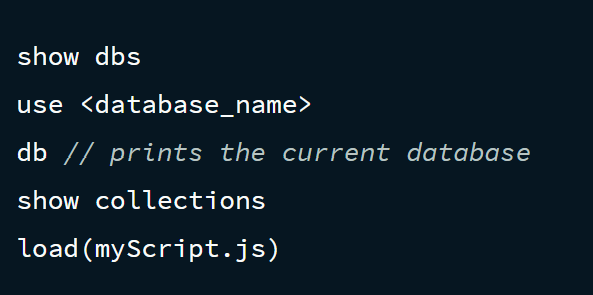 show dbs
use <database_name>
db // prints the current database
show collections
load(myScript.js)